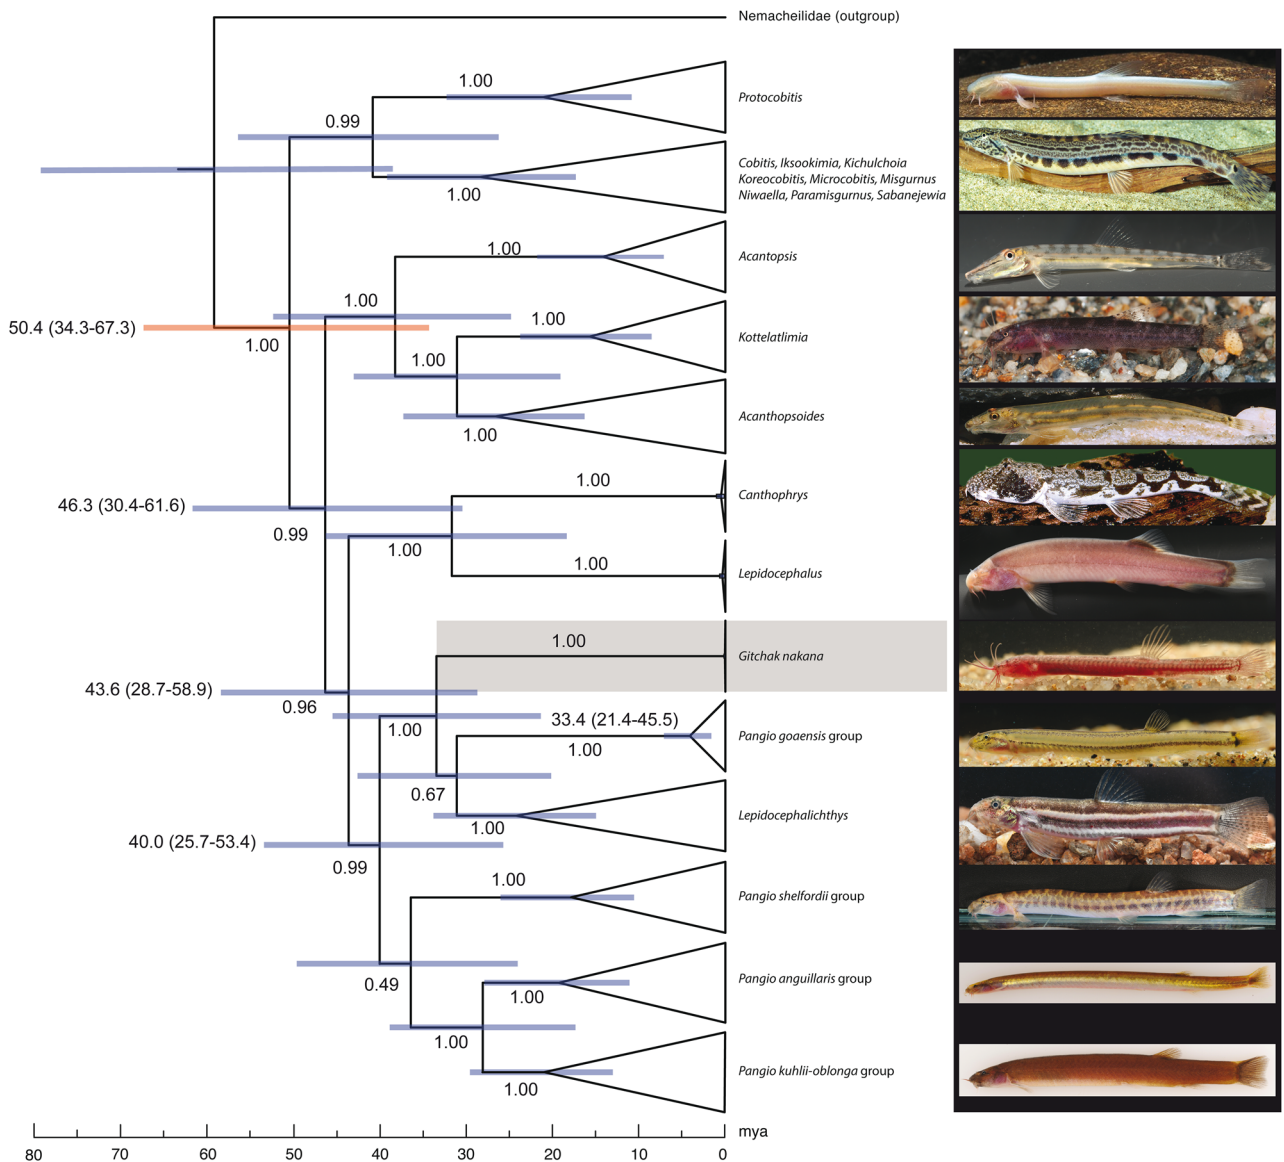 Nemacheilidae (outgroup)
1.00
Protocobitis
0.99
Cobitis, Iksookimia, Kichulchoia
Koreocobitis, Microcobitis, Misgurnus
Niwaella, Paramisgurnus, Sabanejewia
1.00
1.00
Acantopsis
1.00
50.4 (34.3-67.3)
1.00
1.00
Kottelatlimia
1.00
Acanthopsoides
1.00
1.00
Canthophrys
46.3 (30.4-61.6)
0.99
1.00
1.00
Lepidocephalus
1.00
Gitchak nakana
43.6 (28.7-58.9)
0.96
1.00
33.4 (21.4-45.5)
Pangio goaensis group
1.00
0.67
Lepidocephalichthys
1.00
40.0 (25.7-53.4)
0.99
1.00
Pangio shelfordii group
0.49
Pangio anguillaris group
1.00
1.00
Pangio kuhlii-oblonga group
1.00
mya
80 70 60 50 40 30 20 10 0